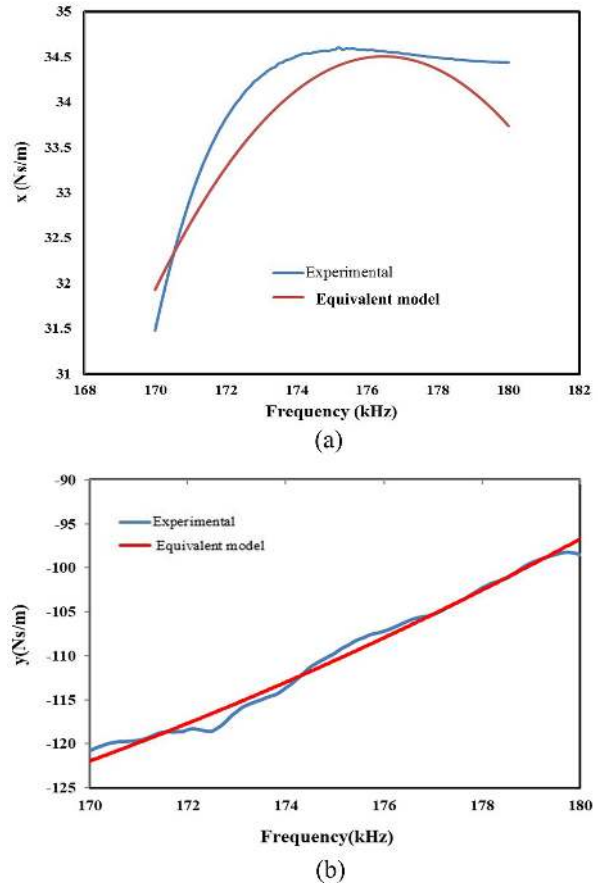 35
34.5
34
33.5
33
32.5
32
31.5
31
x (Ns/m)
Experimental
Equivalent model
168 170 172 174 176 178 180 182
Frequency (kHz)
(a)
-90
-95
-100
-105
-110
-115
-120
-125
y(Ns/m)
Experimental
Equivalent model
170 172 174 176 178 180
Frequency(kHz)
(b)